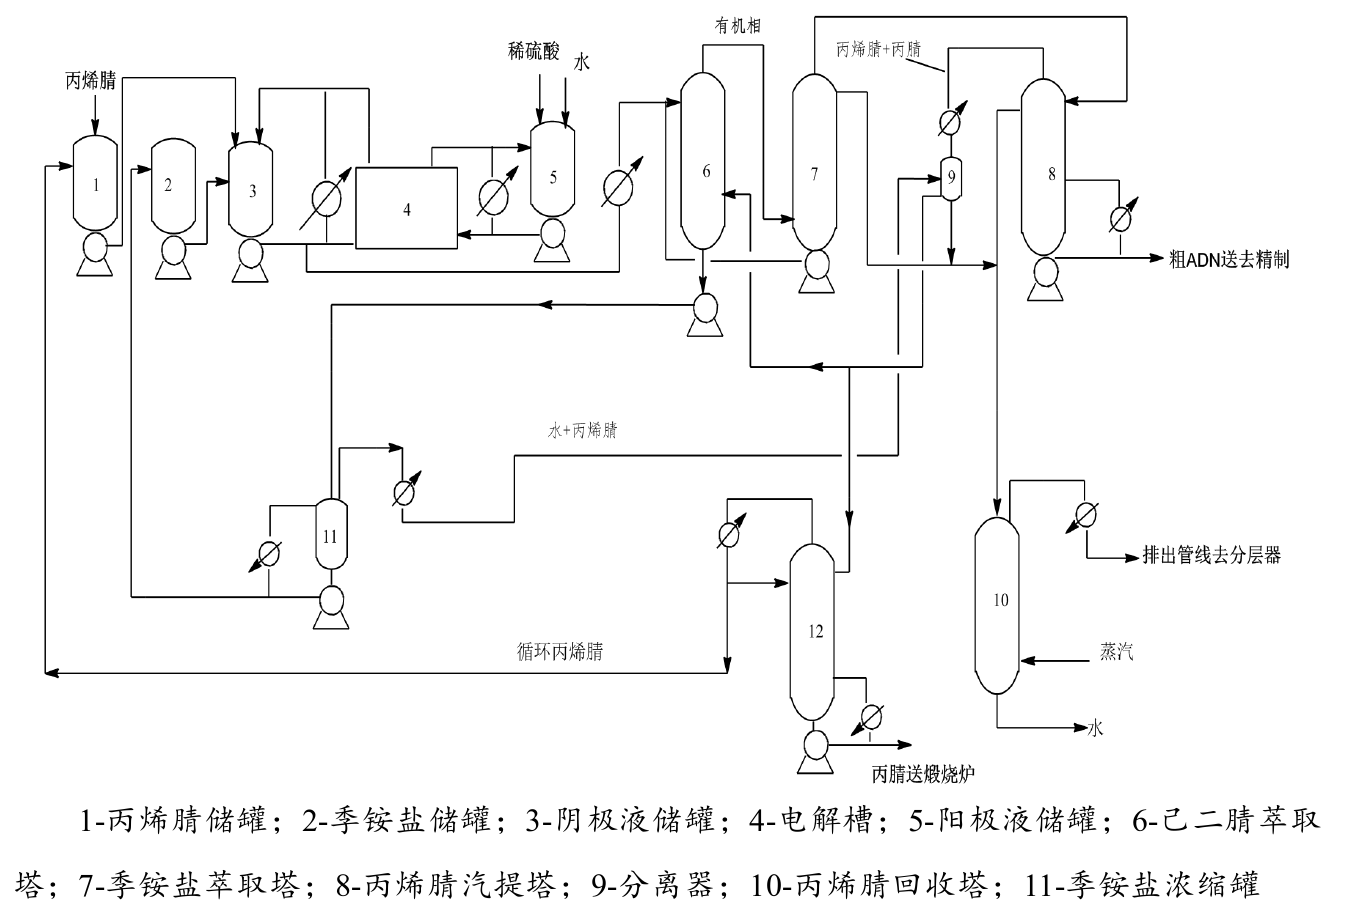 有机相
稀硫酸
水
丙烯腈+丙腈
丙烯腈
1
2
3
4
5
6
7
8
9
粗ADN送去精制
水+丙烯腈
11
排出管线去分层器
10
12
循环丙烯腈
蒸汽
水
丙腈送煅烧炉
1-丙烯腈储罐；2-季铵盐储罐；3-阴极液储罐；4-电解槽；5-阳极液储罐；6-己二腈萃取
塔；7-季铵盐萃取塔；8-丙烯腈汽提塔；9-分离器；10-丙烯腈回收塔；11-季铵盐浓缩罐